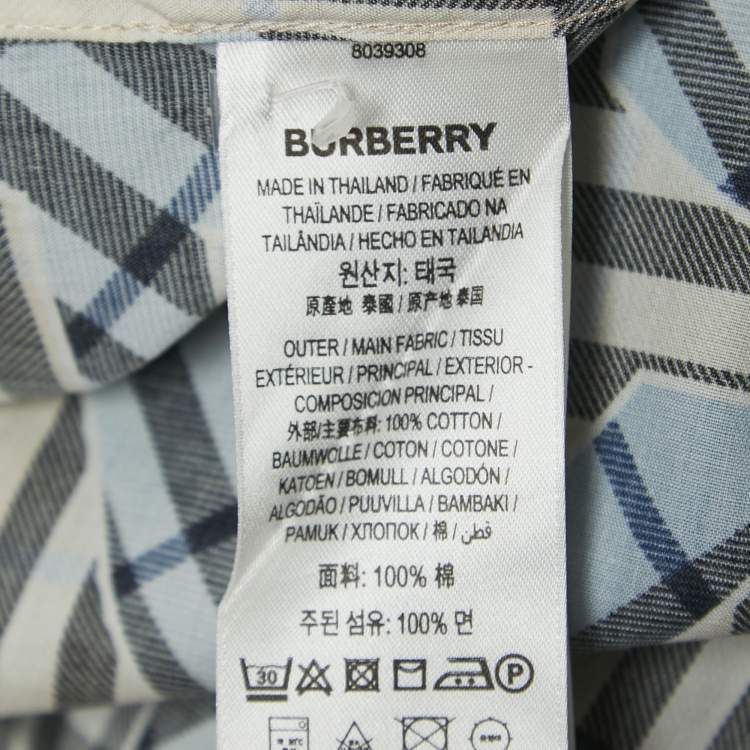 8039308
BURBERRY
MADE IN THAILAND / FABRIQUÉ EN
THAÏLANDE / FABRICADO NA
TAILÂNDIA / HECHO EN TAILANDIA
원산지: 태국
原產地 泰國 / 原产地 泰国
OUTER / MAIN FABRIC / TISSU
EXTÉRIEUR / PRINCIPAL / EXTERIOR -
COMPOSICION PRINCIPAL /
外部/主要布料: 100% COTTON /
BAUMWOLLE / COTON / COTONE /
KATOEN / BOMULL / ALGODÓN /
ALGODÃO / PUUVILLA / BAMBAKI /
PAMUK / ХЛОПОК / 棉 / قطن
面料: 100% 棉
주된 섬유: 100% 면
30 P